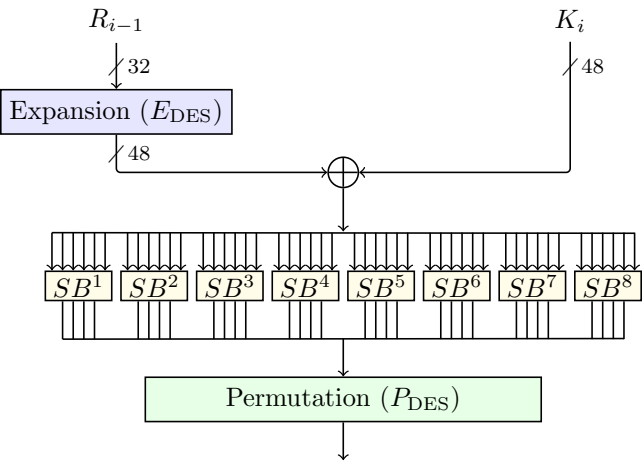 R_{i−1} K_i
32 48
Expansion (E_DES)
48
SB^1 SB^2 SB^3 SB^4 SB^5 SB^6 SB^7 SB^8
Permutation (P_DES)